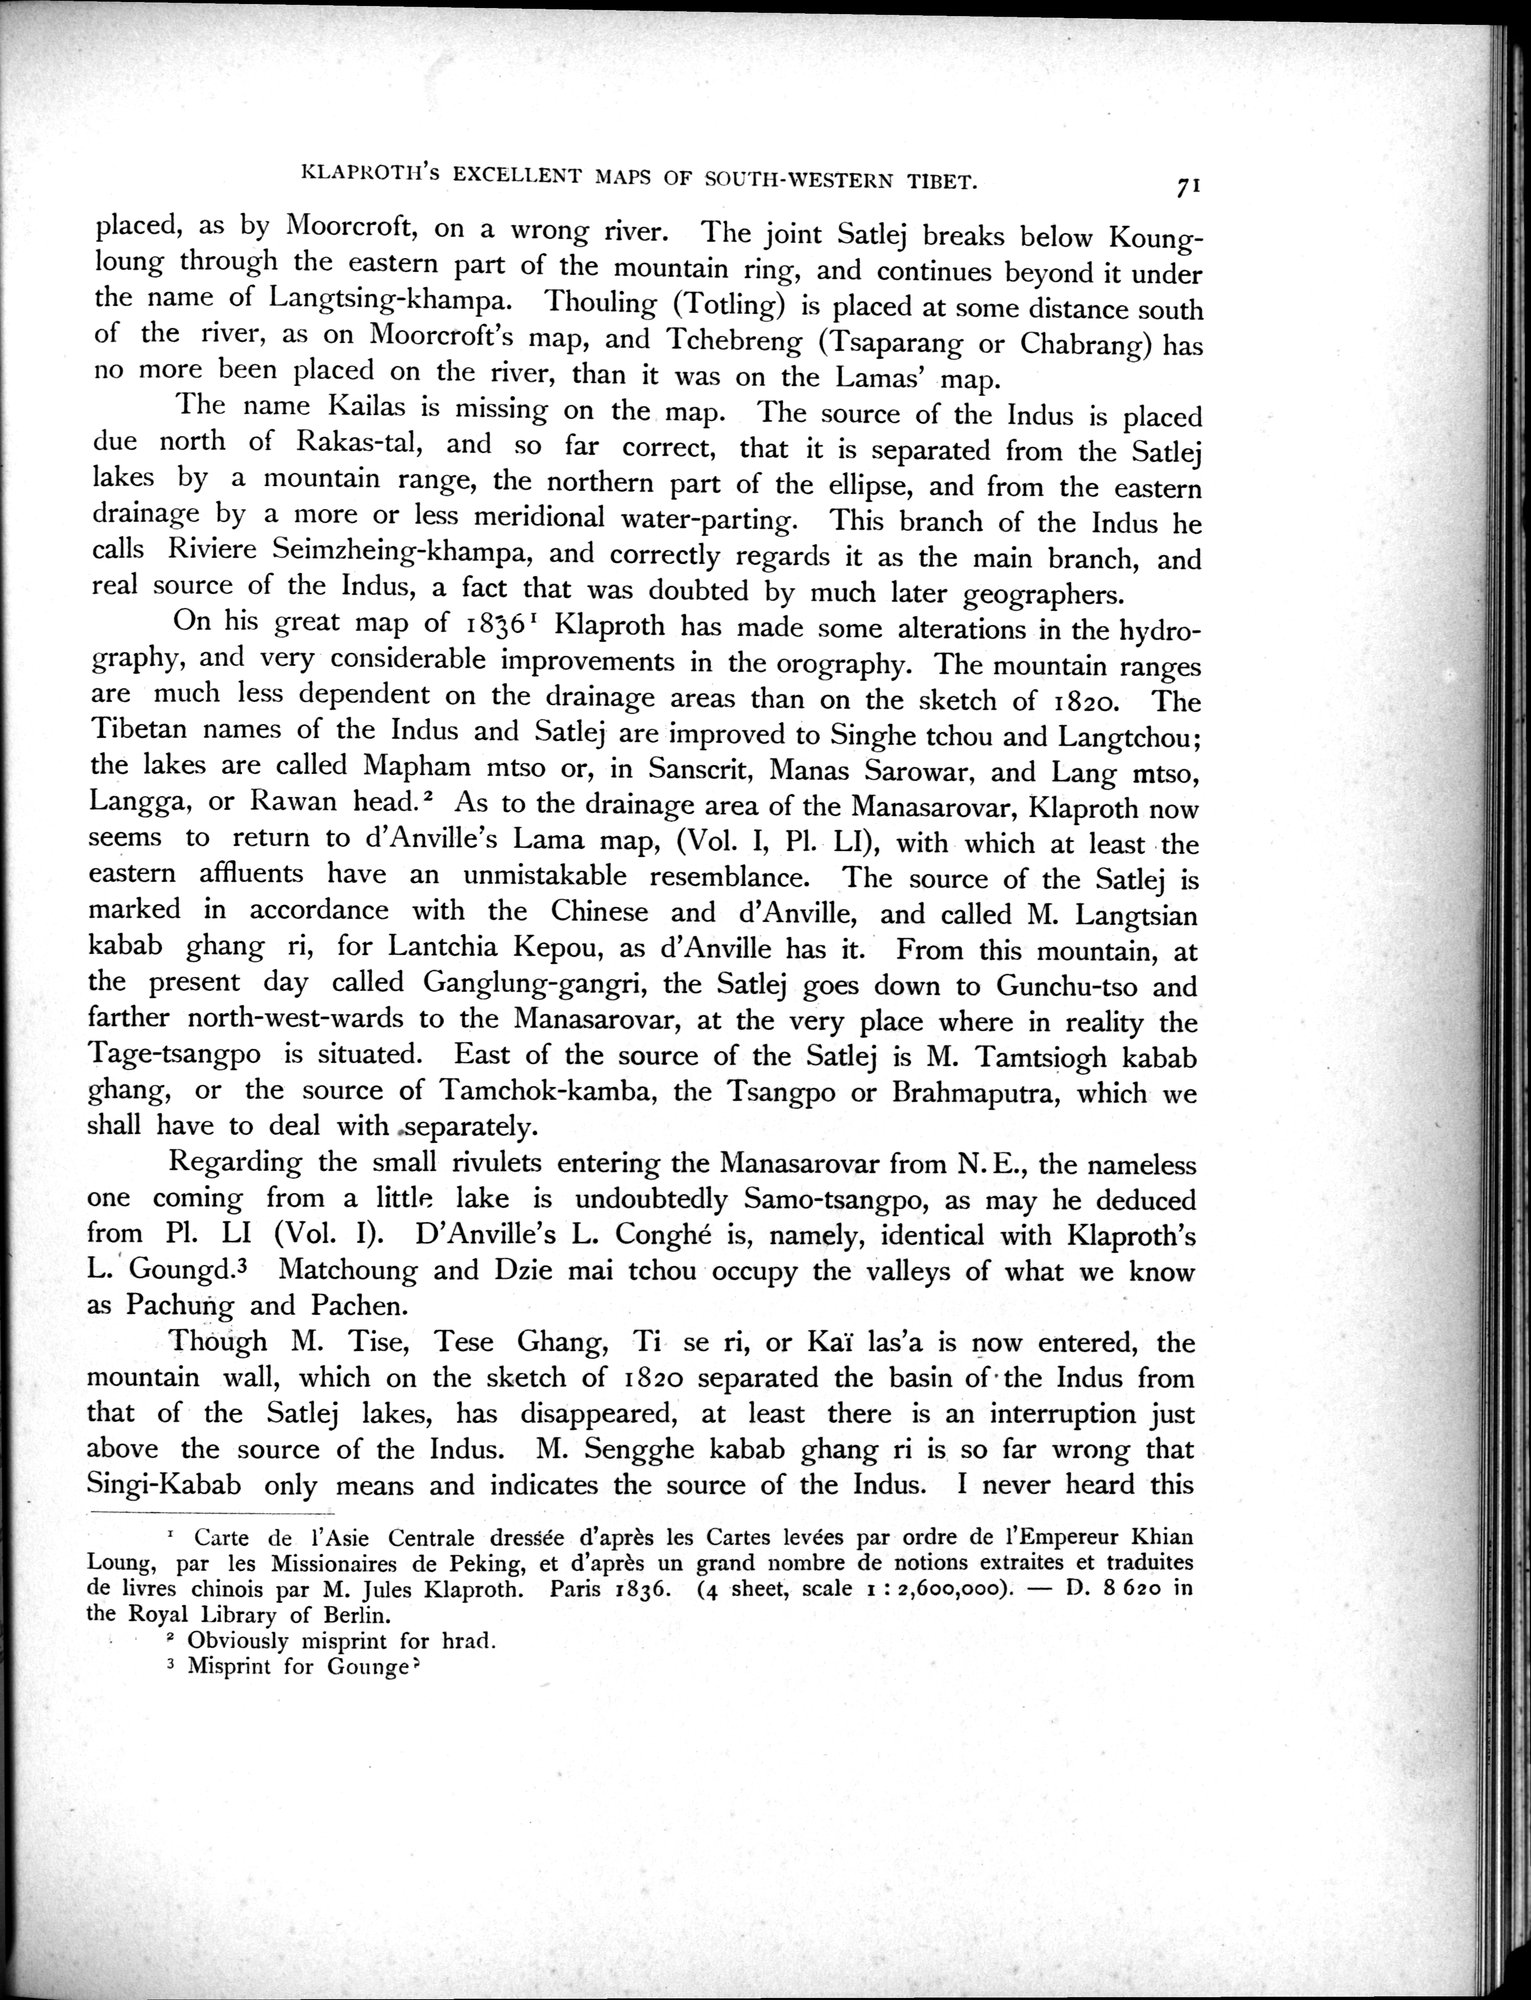 KLAPROTH'S EXCELLENT MAPS OF SOUTH-WESTERN TIBET. 71
placed, as by Moorcroft, on a wrong river. The joint Satlej breaks below Koung-
loung through the eastern part of the mountain ring, and continues beyond it under
the name of Langtsing-khampa. Thouling (Totling) is placed at some distance south
of the river, as on Moorcroft's map, and Tchebreng (Tsaparang or Chabrang) has
no more been placed on the river, than it was on the Lamas' map.
The name Kailas is missing on the map. The source of the Indus is placed
due north of Rakas-tal, and so far correct, that it is separated from the Satlej
lakes by a mountain range, the northern part of the ellipse, and from the eastern
drainage by a more or less meridional water-parting. This branch of the Indus he
calls Riviere Seimzheing-khampa, and correctly regards it as the main branch, and
real source of the Indus, a fact that was doubted by much later geographers.
On his great map of 1836¹ Klaproth has made some alterations in the hydro-
graphy, and very considerable improvements in the orography. The mountain ranges
are much less dependent on the drainage areas than on the sketch of 1820. The
Tibetan names of the Indus and Satlej are improved to Singhe tchou and Langtchou;
the lakes are called Mapham mtso or, in Sanscrit, Manas Sarowar, and Lang mtso,
Langga, or Rawan head.² As to the drainage area of the Manasarovar, Klaproth now
seems to return to d'Anville's Lama map, (Vol. I, Pl. LI), with which at least the
eastern affluents have an unmistakable resemblance. The source of the Satlej is
marked in accordance with the Chinese and d'Anville, and called M. Langtsian
kabab ghang ri, for Lantchia Kepou, as d'Anville has it. From this mountain, at
the present day called Ganglung-gangri, the Satlej goes down to Gunchu-tso and
farther north-west-wards to the Manasarovar, at the very place where in reality the
Tage-tsangpo is situated. East of the source of the Satlej is M. Tamtsiogh kabab
ghang, or the source of Tamchok-kamba, the Tsangpo or Brahmaputra, which we
shall have to deal with separately.
Regarding the small rivulets entering the Manasarovar from N. E., the nameless
one coming from a little lake is undoubtedly Samo-tsangpo, as may he deduced
from Pl. LI (Vol. I). D'Anville's L. Conghé is, namely, identical with Klaproth's
L. Goungd.³ Matchoung and Dzie mai tchou occupy the valleys of what we know
as Pachung and Pachen.
Though M. Tise, Tese Ghang, Ti se ri, or Kaï las'a is now entered, the
mountain wall, which on the sketch of 1820 separated the basin of the Indus from
that of the Satlej lakes, has disappeared, at least there is an interruption just
above the source of the Indus. M. Sengghe kabab ghang ri is so far wrong that
Singi-Kabab only means and indicates the source of the Indus. I never heard this
¹ Carte de l'Asie Centrale dressée d'après les Cartes levées par ordre de l'Empereur Khian
Loung, par les Missionaires de Peking, et d'après un grand nombre de notions extraites et traduites
de livres chinois par M. Jules Klaproth. Paris 1836. (4 sheet, scale 1 : 2,600,000). — D. 8 620 in
the Royal Library of Berlin.
² Obviously misprint for hrad.
³ Misprint for Gounge?